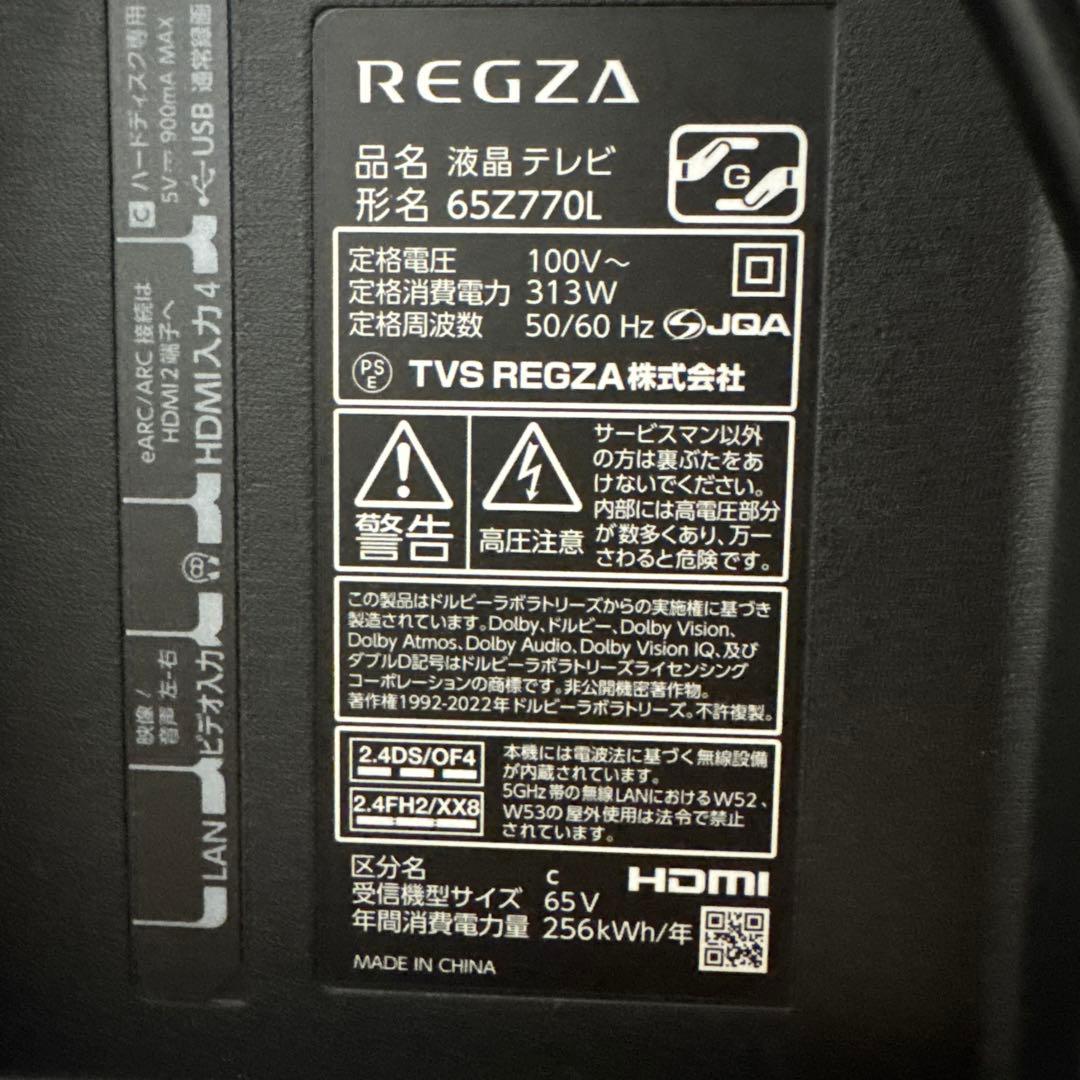 C ハードディスク専用
5V⎓900mA MAX
USB 通常録画
eARC/ARC 接続は
HDMI 2 端子へ
HDMI入力 4
映像 /
音声 左-右
ビデオ入力
LAN
REGZA
品名 液晶テレビ
形名 65Z770L
G
定格電圧 100V～
定格消費電力 313W
定格周波数 50/60 Hz
JQA
PS
E
TVS REGZA株式会社
警告
高圧注意
サービスマン以外
の方は裏ぶたをあ
けないでください。
内部には高電圧部分
が数多くあり、万一
さわると危険です。
この製品はドルビーラボラトリーズからの実施権に基づき
製造されています。Dolby、ドルビー、Dolby Vision、
Dolby Atmos、Dolby Audio、Dolby Vision IQ、及び
ダブルD記号はドルビーラボラトリーズライセンシング
コーポレーションの商標です。非公開機密著作物。
著作権1992-2022年ドルビーラボラトリーズ。不許複製。
2.4DS/OF4
2.4FH2/XX8
本機には電波法に基づく無線設備
が内蔵されています。
5GHz帯の無線LANにおけるW52、
W53の屋外使用は法令で禁止
されています。
区分名 c
受信機型サイズ 65V
年間消費電力量 256kWh/年
HDMI
MADE IN CHINA